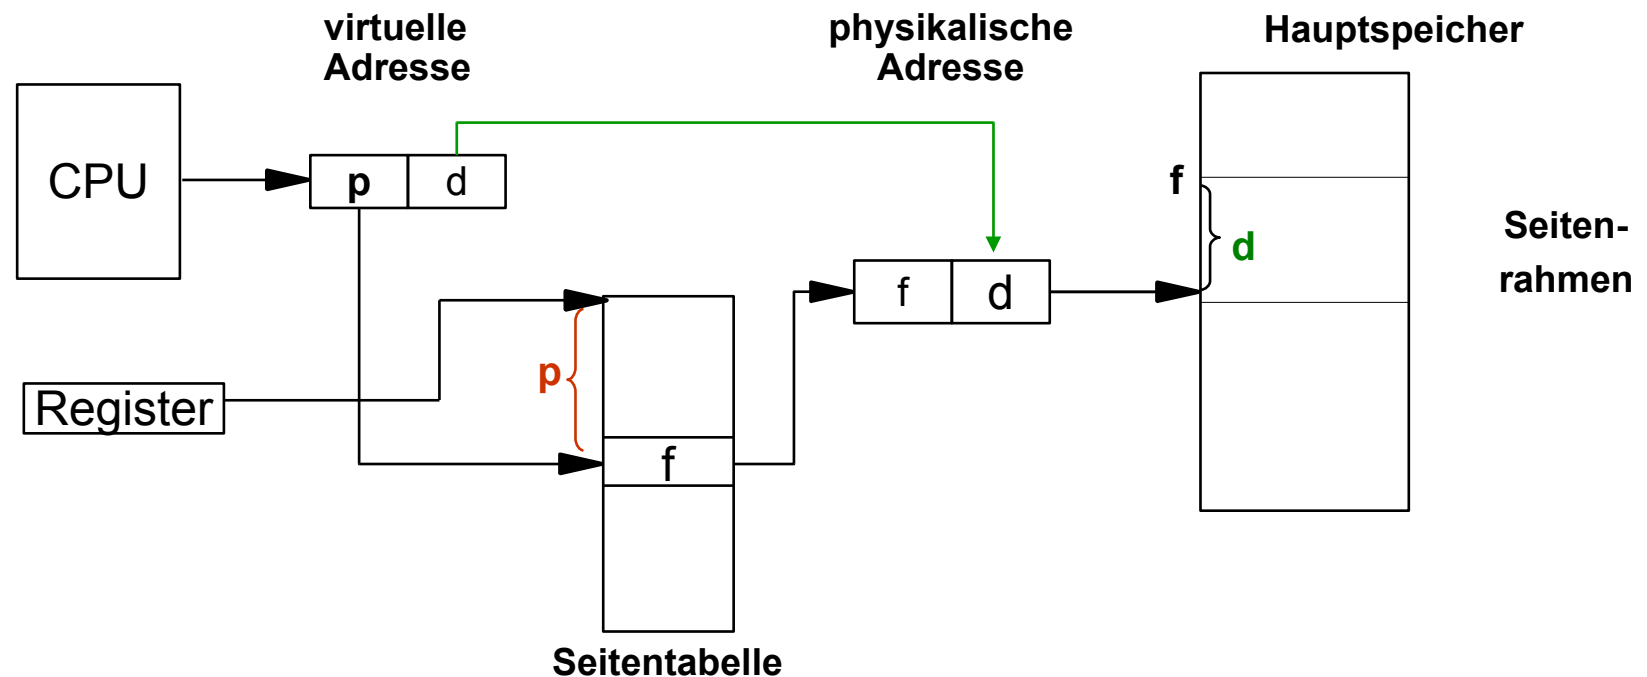 virtuelle
Adresse
physikalische
Adresse
Hauptspeicher
CPU
p
d
f
d
Seiten-
rahmen
f
d
p
Register
f
Seitentabelle